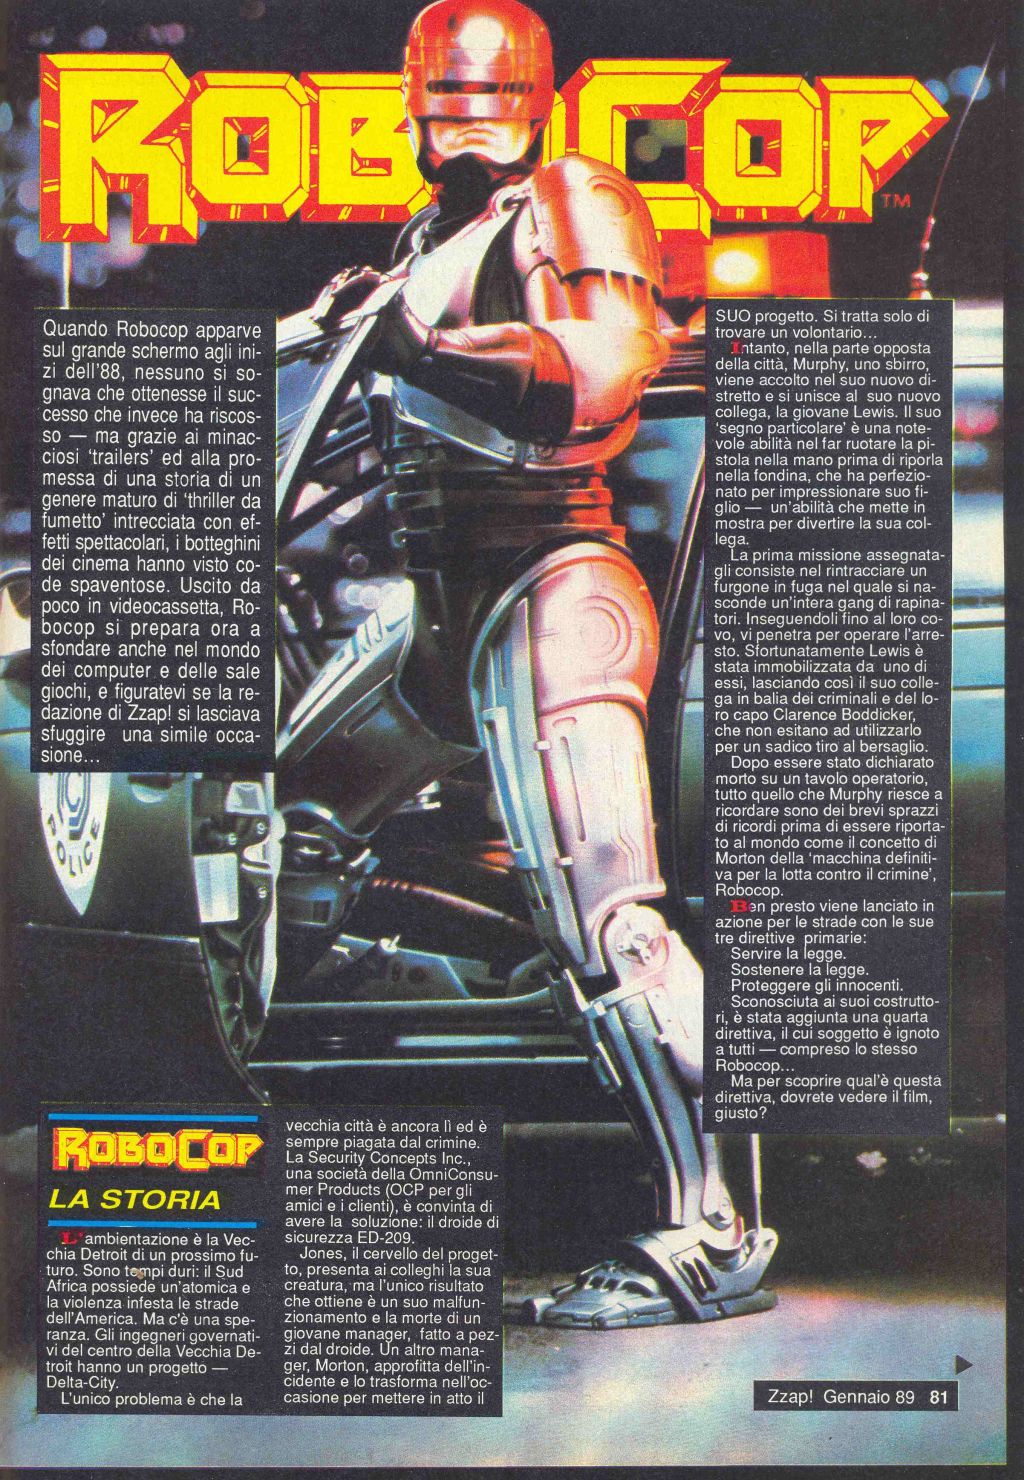 ROBOCOP
TM
Quando Robocop apparve
sul grande schermo agli ini-
zi dell'88, nessuno si so-
gnava che ottenesse il suc-
cesso che invece ha riscos-
so — ma grazie ai minac-
ciosi 'trailers' ed alla pro-
messa di una storia di un
genere maturo di 'thriller da
fumetto' intrecciata con ef-
fetti spettacolari, i botteghini
dei cinema hanno visto co-
de spaventose. Uscito da
poco in videocassetta, Ro-
bocop si prepara ora a
sfondare anche nel mondo
dei computer e delle sale
giochi, e figuratevi se la re-
dazione di Zzap! si lasciava
sfuggire una simile occa-
sione...
POLICE
ROBOCOP
LA STORIA
L'ambientazione è la Vec-
chia Detroit di un prossimo fu-
turo. Sono tempi duri: il Sud
Africa possiede un'atomica e
la violenza infesta le strade
dell'America. Ma c'è una spe-
ranza. Gli ingegneri governati-
vi del centro della Vecchia De-
troit hanno un progetto —
Delta-City.
L'unico problema è che la
vecchia città è ancora lì ed è
sempre piagata dal crimine.
La Security Concepts Inc.,
una società della OmniConsu-
mer Products (OCP per gli
amici e i clienti), è convinta di
avere la soluzione: il droide di
sicurezza ED-209.
Jones, il cervello del proget-
to, presenta ai colleghi la sua
creatura, ma l'unico risultato
che ottiene è un suo malfun-
zionamento e la morte di un
giovane manager, fatto a pez-
zi dal droide. Un altro mana-
ger, Morton, approfitta dell'in-
cidente e lo trasforma nell'oc-
casione per mettere in atto il
SUO progetto. Si tratta solo di
trovare un volontario...
Intanto, nella parte opposta
della città, Murphy, uno sbirro,
viene accolto nel suo nuovo di-
stretto e si unisce al suo nuovo
collega, la giovane Lewis. Il suo
'segno particolare' è una note-
vole abilità nel far ruotare la pi-
stola nella mano prima di riporla
nella fondina, che ha perfezio-
nato per impressionare suo fi-
glio — un'abilità che mette in
mostra per divertire la sua col-
lega.
La prima missione assegnata-
gli consiste nel rintracciare un
furgone in fuga nel quale si na-
sconde un'intera gang di rapina-
tori. Inseguendoli fino al loro co-
vo, vi penetra per operare l'arre-
sto. Sfortunatamente Lewis è
stata immobilizzata da uno di
essi, lasciando così il suo colle-
ga in balia dei criminali e del lo-
ro capo Clarence Boddicker,
che non esitano ad utilizzarlo
per un sadico tiro al bersaglio.
Dopo essere stato dichiarato
morto su un tavolo operatorio,
tutto quello che Murphy riesce a
ricordare sono dei brevi sprazzi
di ricordi prima di essere riporta-
to al mondo come il concetto di
Morton della 'macchina definiti-
va per la lotta contro il crimine',
Robocop.
Ben presto viene lanciato in
azione per le strade con le sue
tre direttive primarie:
Servire la legge.
Sostenere la legge.
Proteggere gli innocenti.
Sconosciuta ai suoi costrutto-
ri, è stata aggiunta una quarta
direttiva, il cui soggetto è ignoto
a tutti — compreso lo stesso
Robocop...
Ma per scoprire qual'è questa
direttiva, dovrete vedere il film,
giusto?
Zzap! Gennaio 89 81